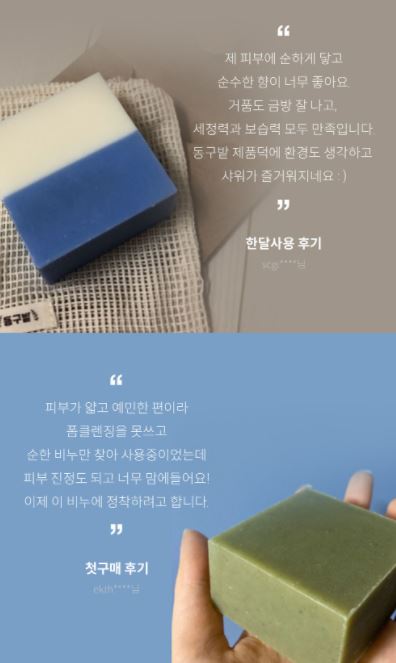 “
제 피부에 순하게 닿고
순수한 향이 너무 좋아요.
거품도 금방 잘 나고,
세정력과 보습력 모두 만족입니다.
동구밭 제품덕에 환경도 생각하고
샤워가 즐거워지네요 : )
”
한달사용 후기
scgi****님
“
피부가 얇고 예민한 편이라
폼클렌징을 못쓰고
순한 비누만 찾아 사용중이었는데
피부 진정도 되고 너무 맘에들어요!
이제 이 비누에 정착하려고 합니다.
”
첫구매 후기
ekth****님